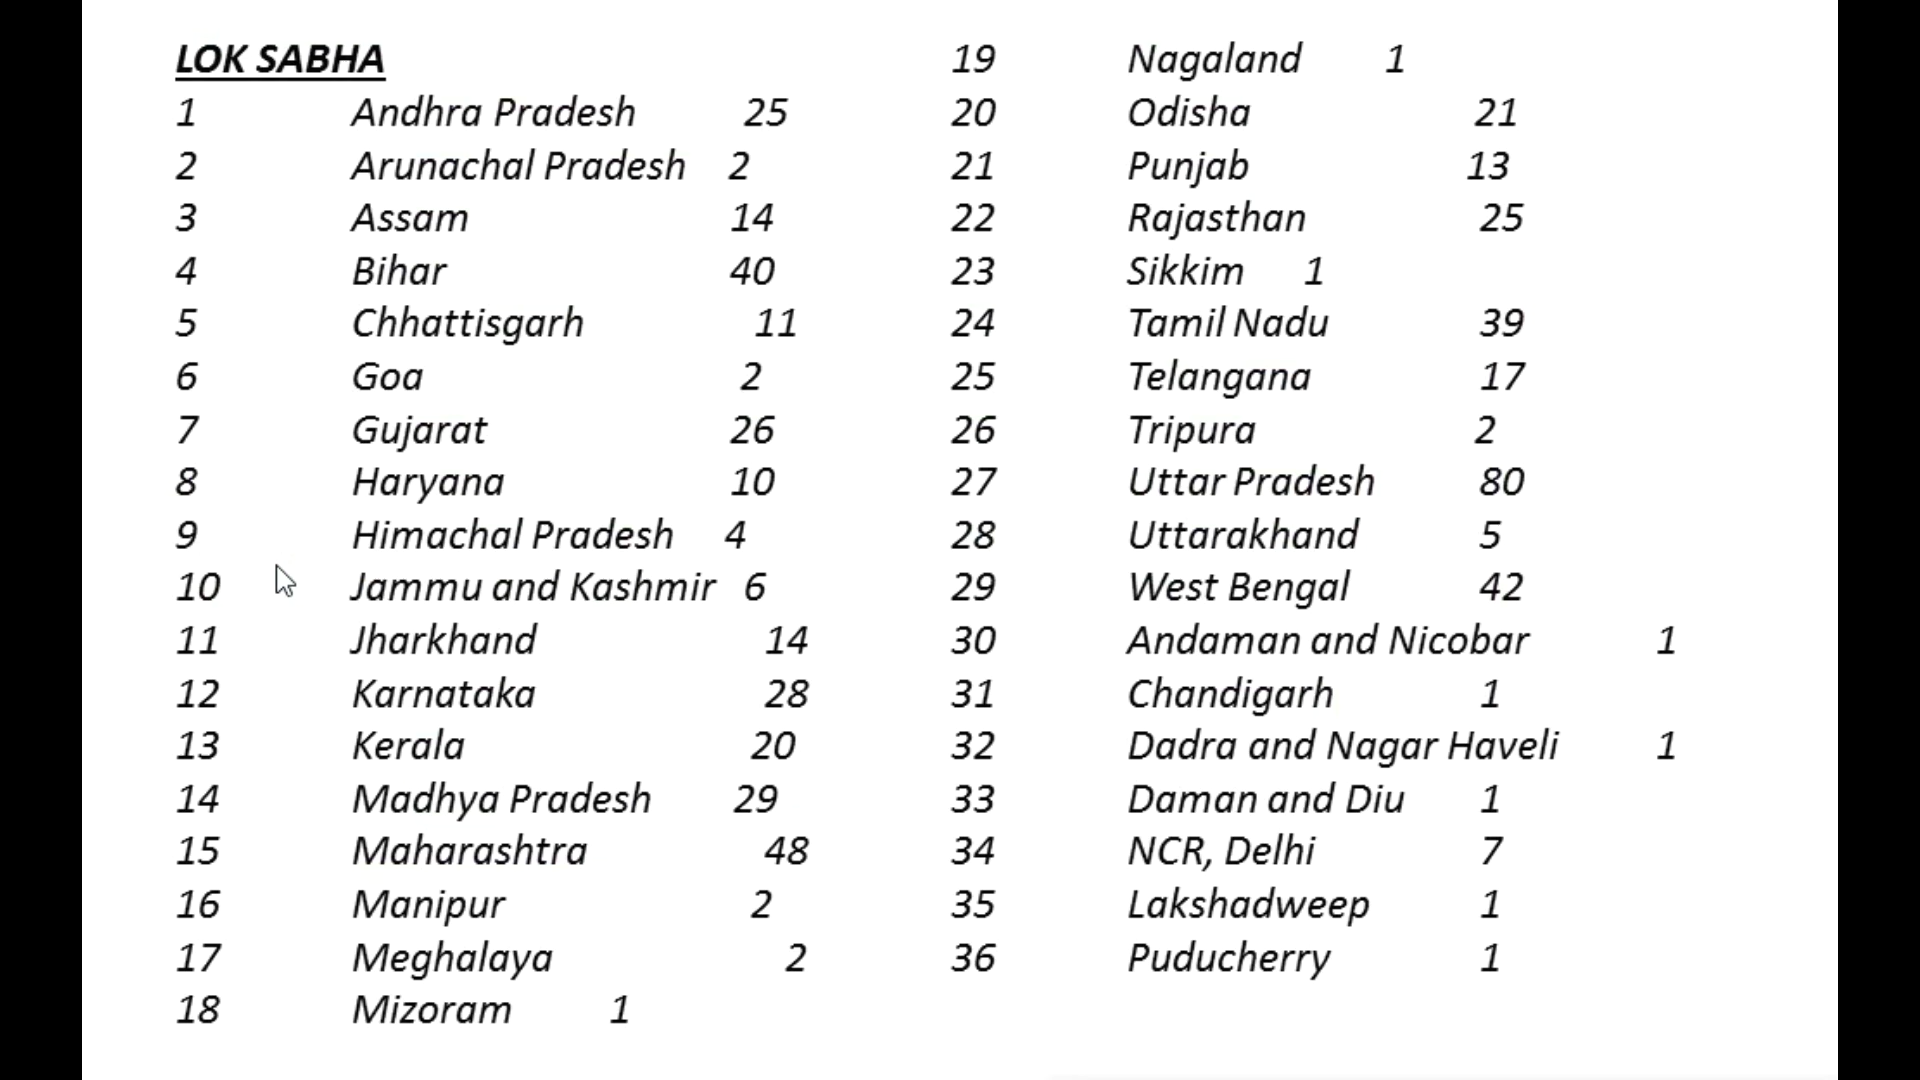 LOK SABHA
1 Andhra Pradesh 25
2 Arunachal Pradesh 2
3 Assam 14
4 Bihar 40
5 Chhattisgarh 11
6 Goa 2
7 Gujarat 26
8 Haryana 10
9 Himachal Pradesh 4
10 Jammu and Kashmir 6
11 Jharkhand 14
12 Karnataka 28
13 Kerala 20
14 Madhya Pradesh 29
15 Maharashtra 48
16 Manipur 2
17 Meghalaya 2
18 Mizoram 1
19 Nagaland 1
20 Odisha 21
21 Punjab 13
22 Rajasthan 25
23 Sikkim 1
24 Tamil Nadu 39
25 Telangana 17
26 Tripura 2
27 Uttar Pradesh 80
28 Uttarakhand 5
29 West Bengal 42
30 Andaman and Nicobar 1
31 Chandigarh 1
32 Dadra and Nagar Haveli 1
33 Daman and Diu 1
34 NCR, Delhi 7
35 Lakshadweep 1
36 Puducherry 1